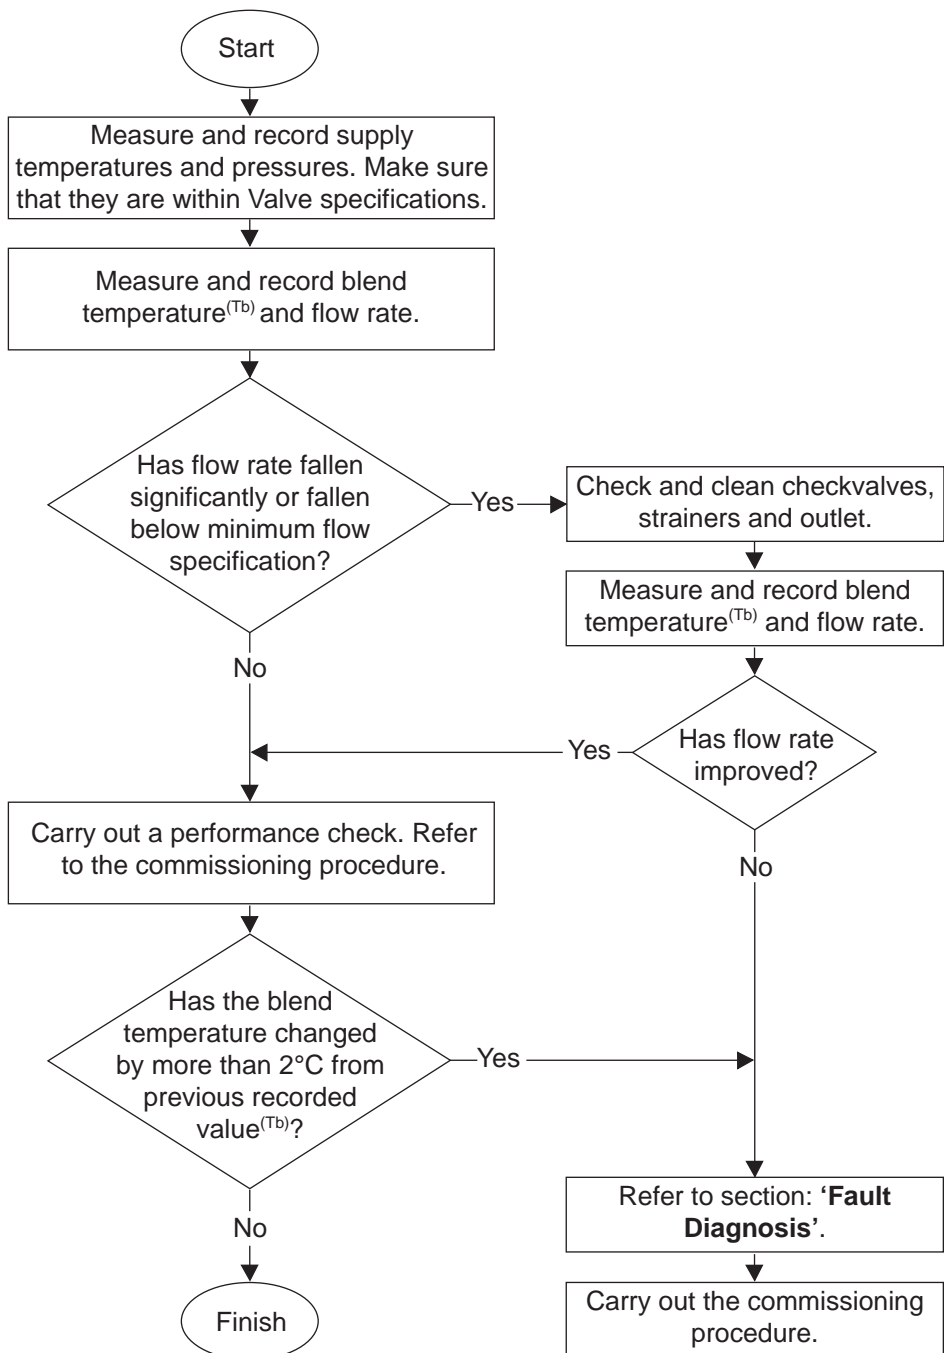 Start
Measure and record supply
temperatures and pressures. Make sure
that they are within Valve specifications.
Measure and record blend
temperature(Tb) and flow rate.
Has flow rate fallen
significantly or fallen
below minimum flow
specification?
Yes
Check and clean checkvalves,
strainers and outlet.
Measure and record blend
temperature(Tb) and flow rate.
No
Has flow rate
improved?
Yes
No
Carry out a performance check. Refer
to the commissioning procedure.
Has the blend
temperature changed
by more than 2°C from
previous recorded
value(Tb)?
Yes
No
Finish
Refer to section: ‘Fault
Diagnosis’.
Carry out the commissioning
procedure.